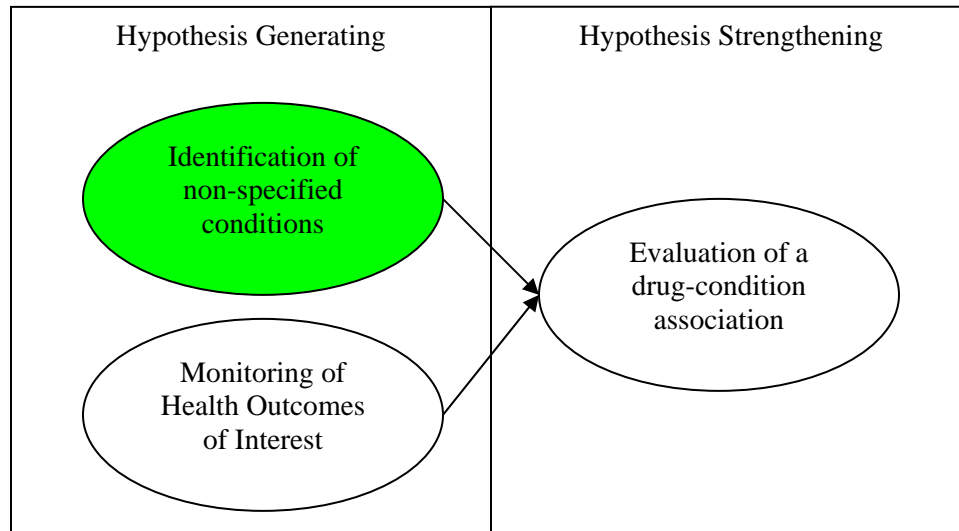 Hypothesis Generating
Identification of
non-specified
conditions
Monitoring of
Health Outcomes
of Interest
Hypothesis Strengthening
Evaluation of a
drug-condition
association